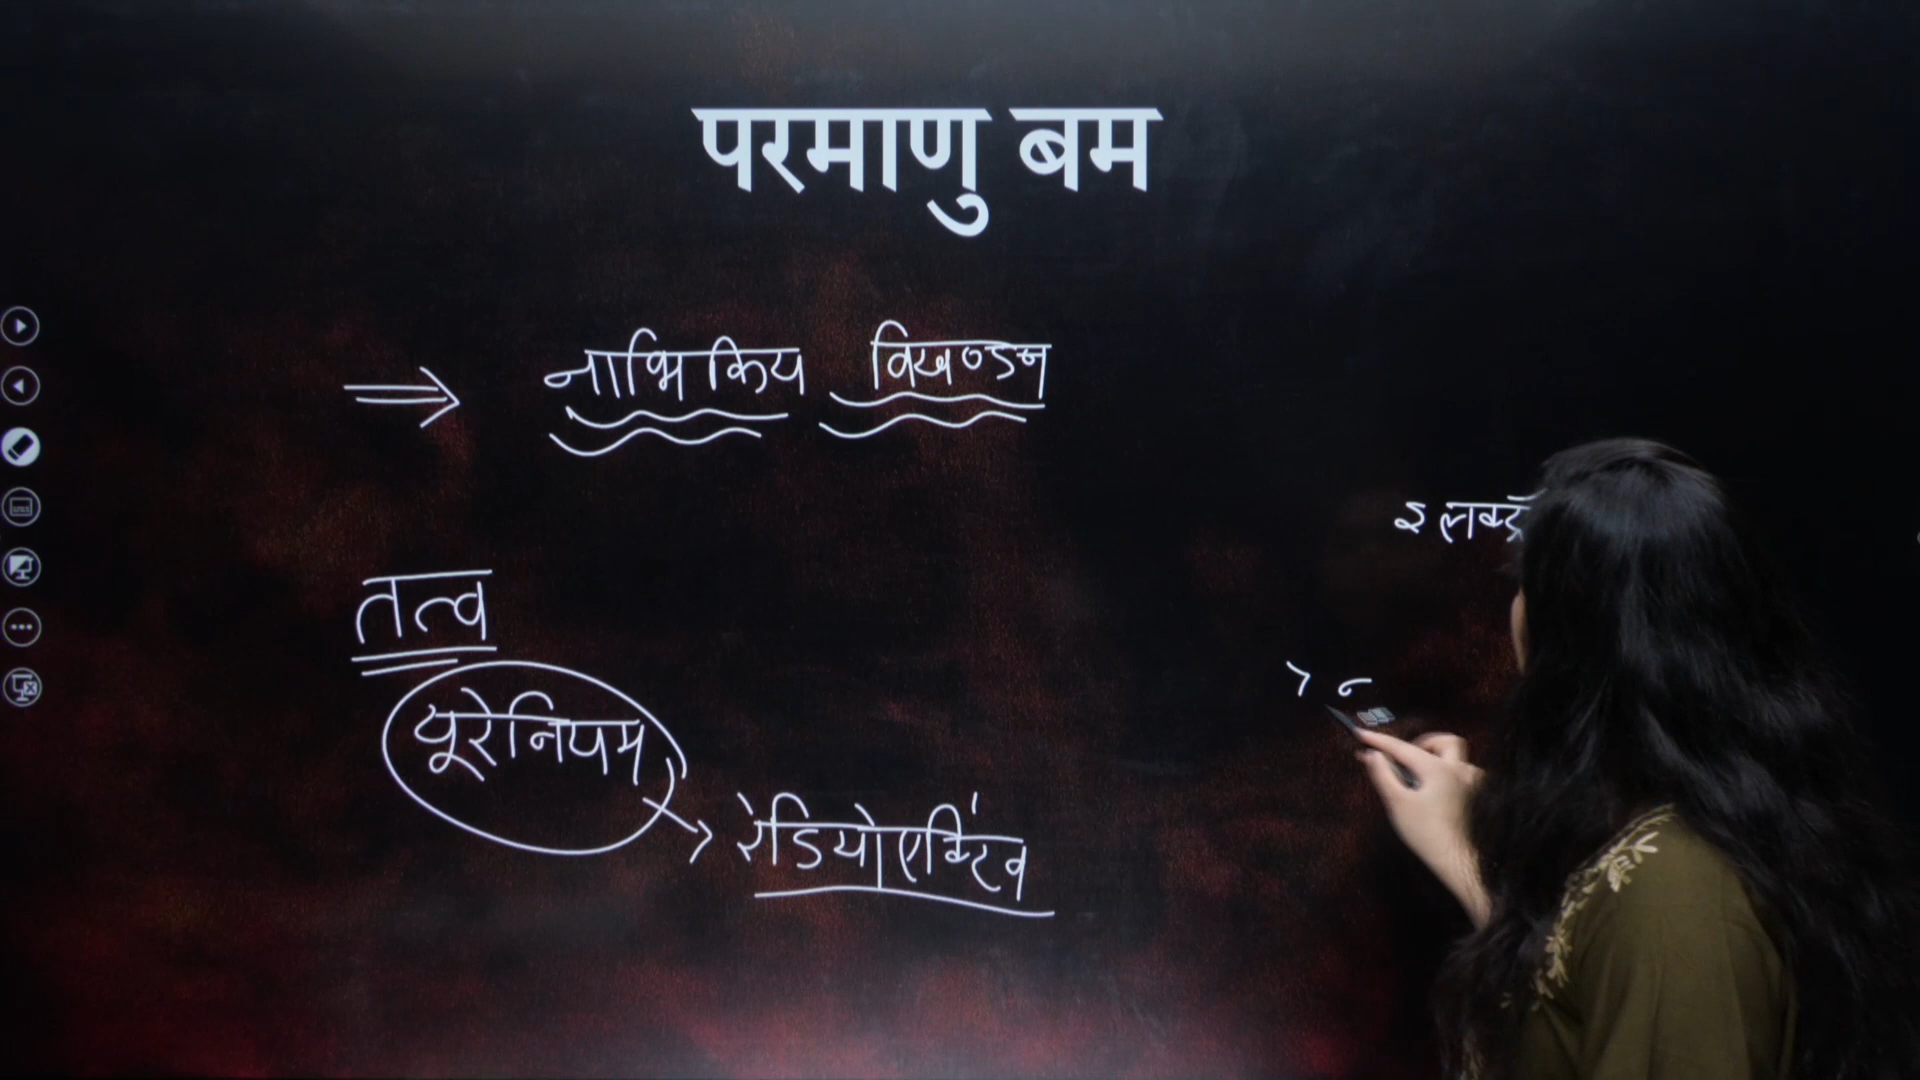 परमाणु बम
⇒ नाभिकिय विखण्डन
तत्व
यूरेनियम
→ रेडियोएक्टिव